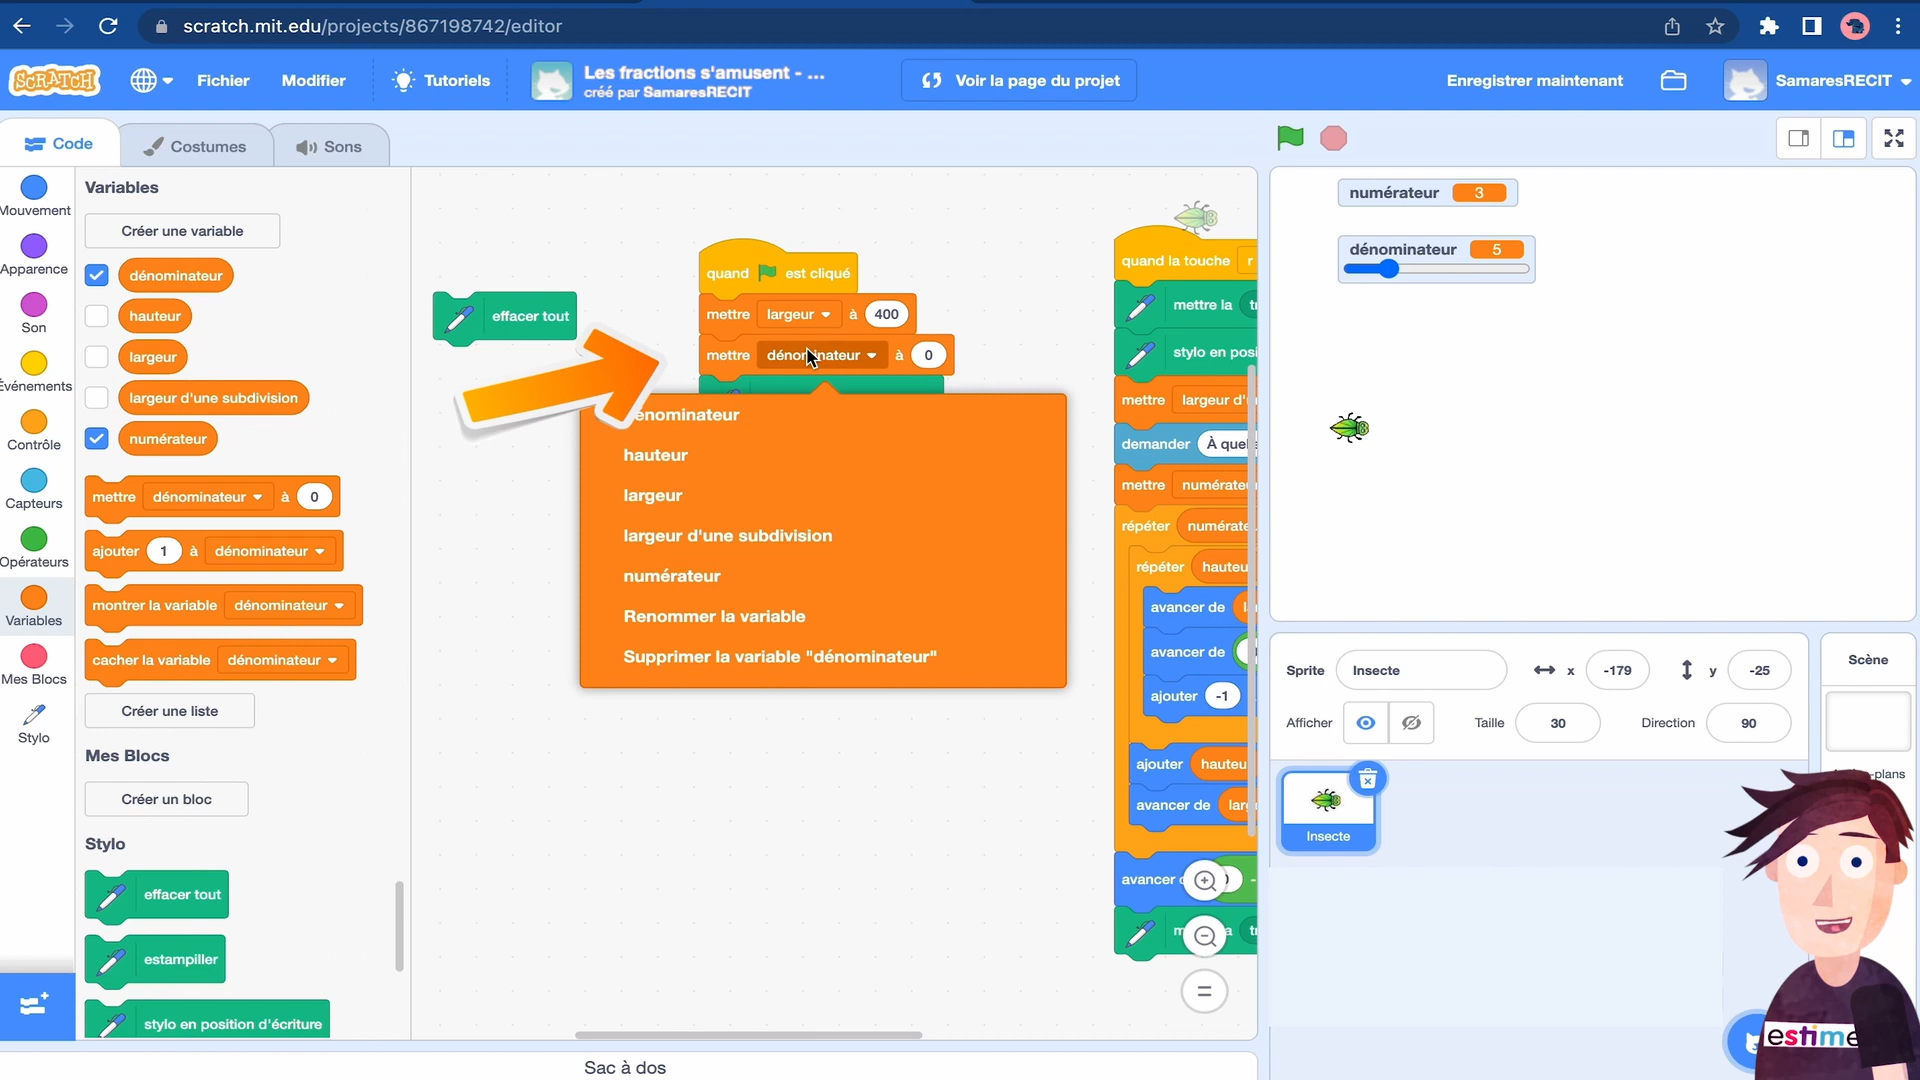 scratch.mit.edu/projects/867198742/editor
SCRATCH
Fichier
Modifier
Tutoriels
Les fractions s'amusent - ...
créé par SamaresRECIT
Voir la page du projet
Enregistrer maintenant
SamaresRECIT
Code
Costumes
Sons
Mouvement
Apparence
Son
Événements
Contrôle
Capteurs
Opérateurs
Variables
Mes Blocs
Stylo
Variables
Créer une variable
dénominateur
hauteur
largeur
largeur d'une subdivision
numérateur
mettre dénominateur à 0
ajouter 1 à dénominateur
montrer la variable dénominateur
cacher la variable dénominateur
Créer une liste
Mes Blocs
Créer un bloc
Stylo
effacer tout
estampiller
stylo en position d'écriture
effacer tout
quand est cliqué
mettre largeur à 400
mettre dénominateur à 0
énominateur
hauteur
largeur
largeur d'une subdivision
numérateur
Renommer la variable
Supprimer la variable "dénominateur"
quand la touche r
mettre la
stylo en posi
mettre largeur d'
demander À quel
mettre numérateu
répéter numérate
répéter hauteu
avancer de
avancer de
ajouter -1
ajouter hauteu
avancer de larg
avancer
Sac à dos
numérateur 3
dénominateur 5
Sprite Insecte x -179 y -25
Afficher Taille 30 Direction 90
Insecte
Scène
-plans
estime